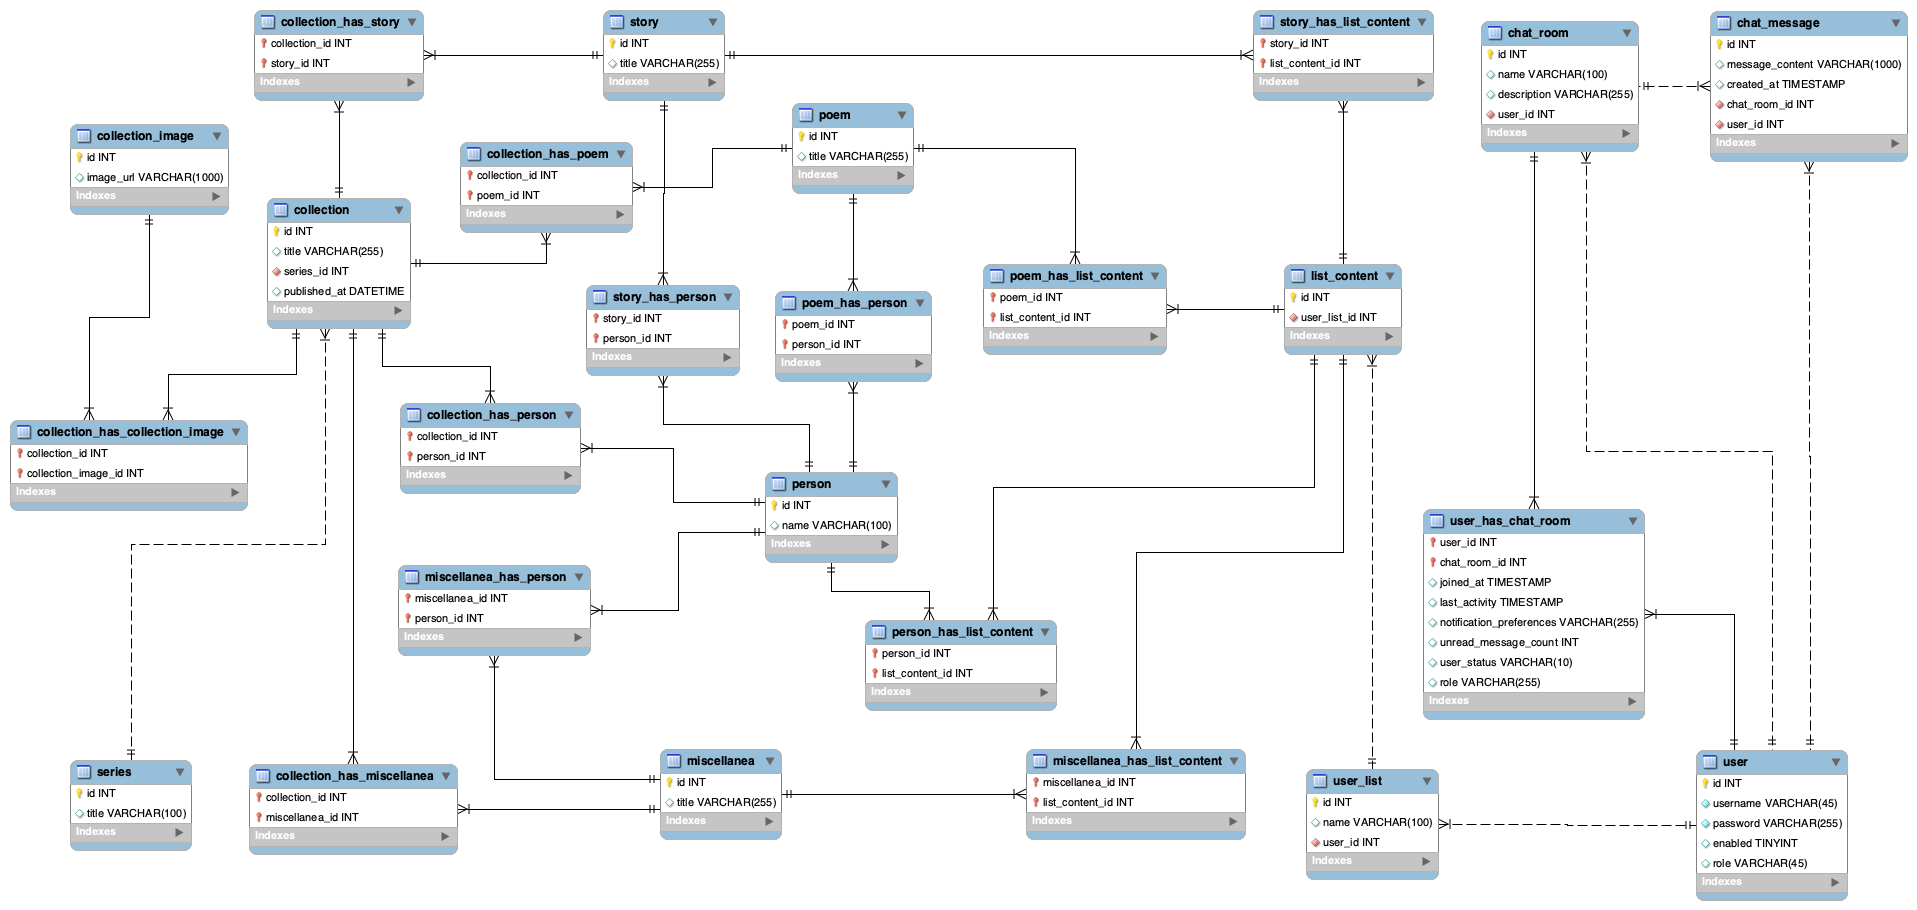 collection_has_story
collection_id INT
story_id INT
Indexes
story
id INT
title VARCHAR(255)
Indexes
story_has_list_content
story_id INT
list_content_id INT
Indexes
chat_room
id INT
name VARCHAR(100)
description VARCHAR(255)
user_id INT
Indexes
chat_message
id INT
message_content VARCHAR(1000)
created_at TIMESTAMP
chat_room_id INT
user_id INT
Indexes
collection_image
id INT
image_url VARCHAR(1000)
Indexes
collection_has_poem
collection_id INT
poem_id INT
Indexes
poem
id INT
title VARCHAR(255)
Indexes
collection
id INT
title VARCHAR(255)
series_id INT
published_at DATETIME
Indexes
story_has_person
story_id INT
person_id INT
Indexes
poem_has_person
poem_id INT
person_id INT
Indexes
poem_has_list_content
poem_id INT
list_content_id INT
Indexes
list_content
id INT
user_list_id INT
Indexes
collection_has_collection_image
collection_id INT
collection_image_id INT
Indexes
collection_has_person
collection_id INT
person_id INT
Indexes
person
id INT
name VARCHAR(100)
Indexes
user_has_chat_room
user_id INT
chat_room_id INT
joined_at TIMESTAMP
last_activity TIMESTAMP
notification_preferences VARCHAR(255)
unread_message_count INT
user_status VARCHAR(10)
role VARCHAR(255)
Indexes
miscellanea_has_person
miscellanea_id INT
person_id INT
Indexes
person_has_list_content
person_id INT
list_content_id INT
Indexes
series
id INT
title VARCHAR(100)
Indexes
collection_has_miscellanea
collection_id INT
miscellanea_id INT
Indexes
miscellanea
id INT
title VARCHAR(255)
Indexes
miscellanea_has_list_content
miscellanea_id INT
list_content_id INT
Indexes
user_list
id INT
name VARCHAR(100)
user_id INT
Indexes
user
id INT
username VARCHAR(45)
password VARCHAR(255)
enabled TINYINT
role VARCHAR(45)
Indexes